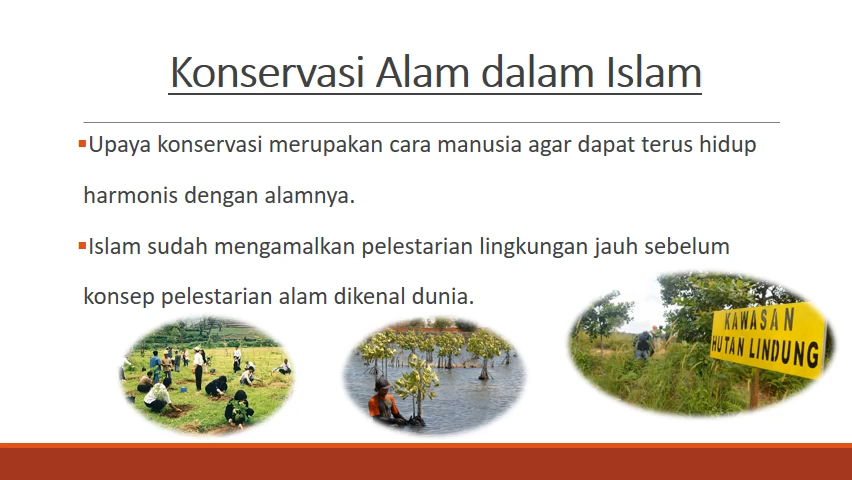 Konservasi Alam dalam Islam
▪Upaya konservasi merupakan cara manusia agar dapat terus hidup
harmonis dengan alamnya.
▪Islam sudah mengamalkan pelestarian lingkungan jauh sebelum
konsep pelestarian alam dikenal dunia.
KAWASAN
HUTAN LINDUNG